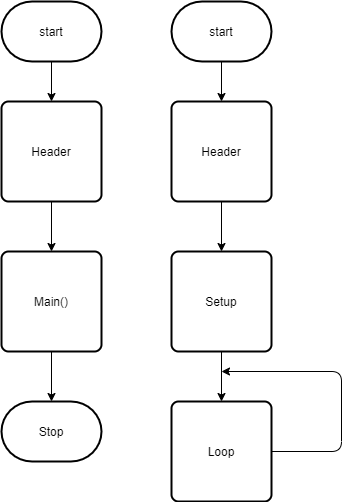 start
Header
Main()
Stop
start
Header
Setup
Loop